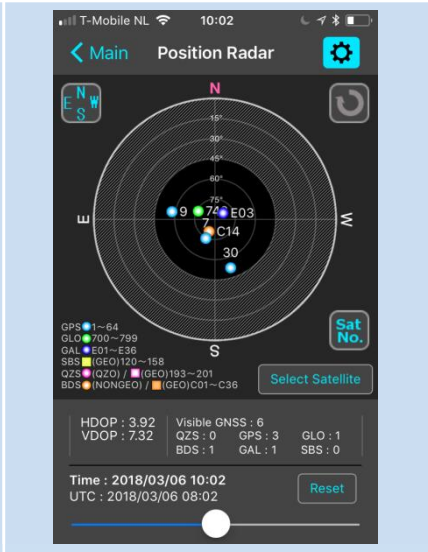 T-Mobile NL 10:02
Main Position Radar
N
E N W
S
15°
30°
45°
60°
75°
9 74 E03
7 C14
30
E W
S
Sat
No.
GPS 1~64
GLO 700~799
GAL E01~E36
SBS (GEO)120~158
QZS (QZO) / (GEO)193~201
BDS (NONGEO) / (GEO)C01~C36
Select Satellite
HDOP : 3.92
VDOP : 7.32
Visible GNSS : 6
QZS : 0 GPS : 3 GLO : 1
BDS : 1 GAL : 1 SBS : 0
Time : 2018/03/06 10:02
UTC : 2018/03/06 08:02
Reset